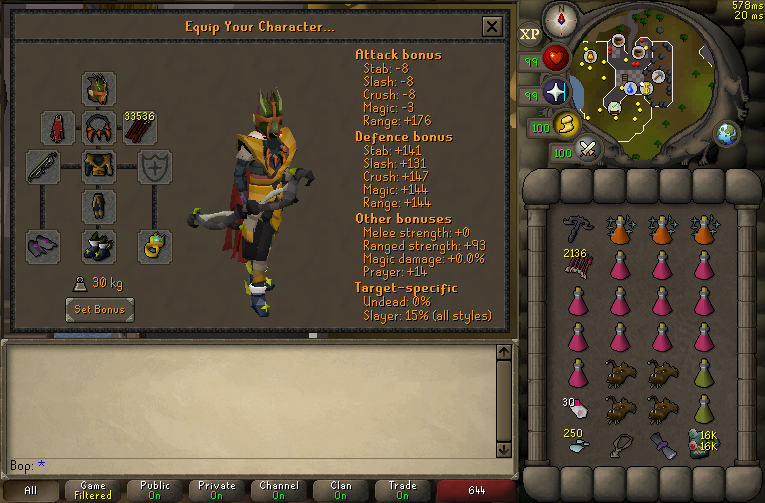 Equip Your Character...
578ms
20 ms
XP
99
99
100
100
33536
Attack bonus
Stab: -8
Slash: -8
Crush: -8
Magic: -3
Range: +176
Defence bonus
Stab: +141
Slash: +131
Crush: +147
Magic: +144
Range: +144
Other bonuses
Melee strength: +0
Ranged strength: +93
Magic damage: +0.0%
Prayer: +14
Target-specific
Undead: 0%
Slayer: 15% (all styles)
30 kg
Set Bonus
2136
30
250
16K
16K
Bop: *
All
Game
Filtered
Public
On
Private
On
Channel
On
Clan
On
Trade
On
644